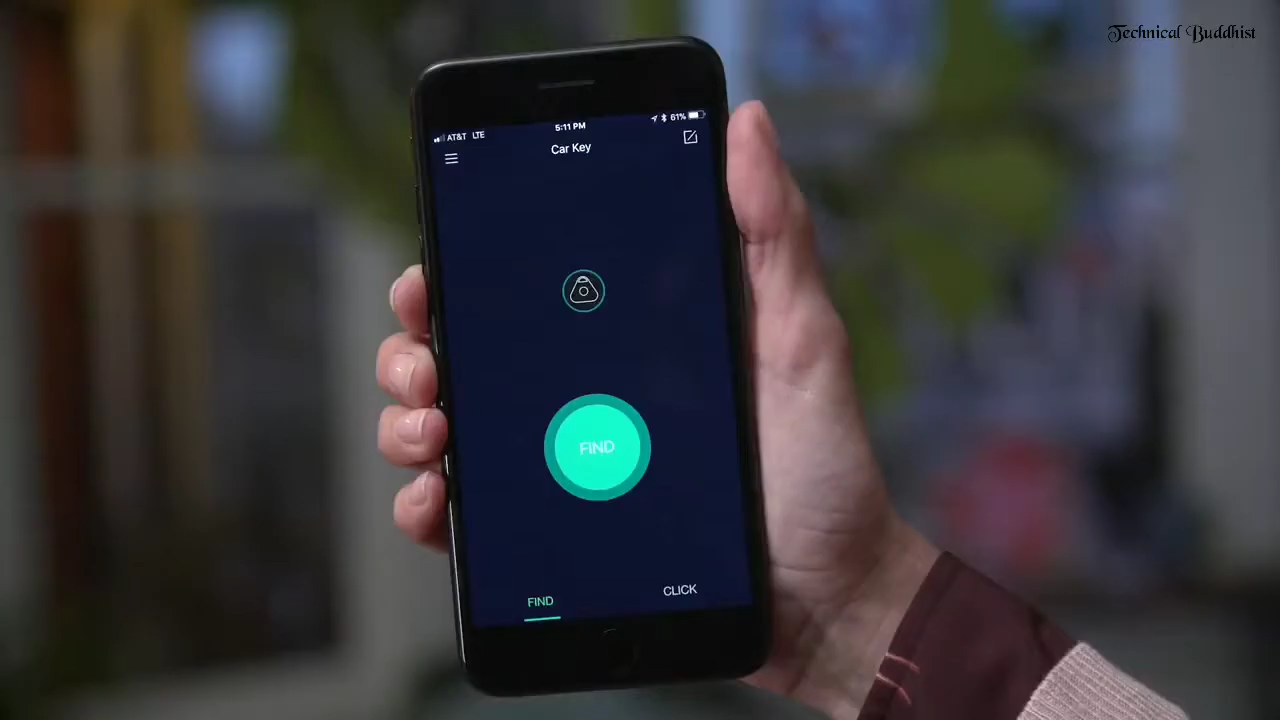 Technical Buddhist
AT&T LTE
5:11 PM
61%
Car Key
FIND
FIND
CLICK